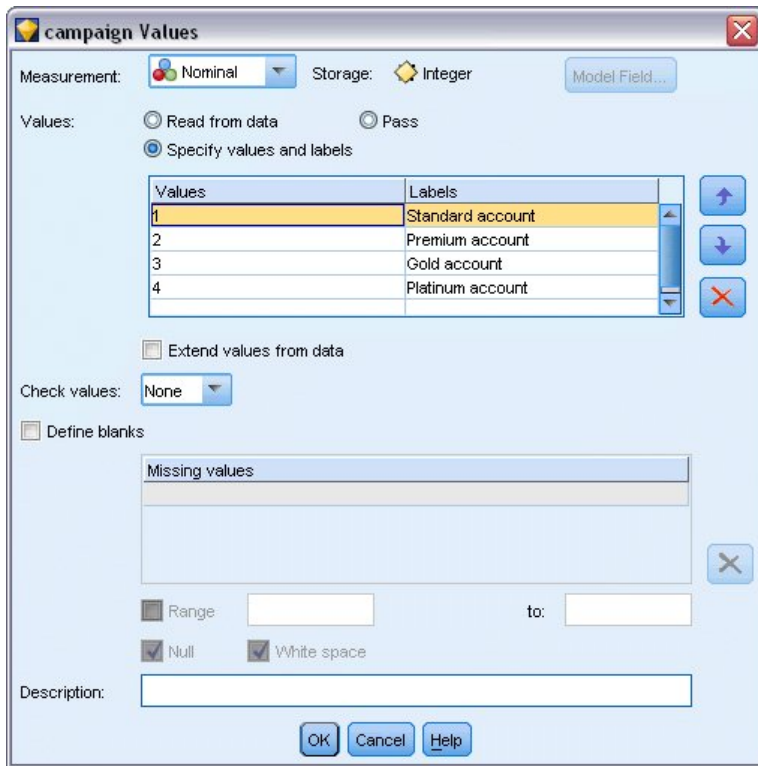 campaign Values
Measurement: Nominal Storage: Integer Model Field...
Values: Read from data Pass
Specify values and labels
Values Labels
1 Standard account
2 Premium account
3 Gold account
4 Platinum account
Extend values from data
Check values: None
Define blanks
Missing values
Range to:
Null White space
Description:
OK Cancel Help